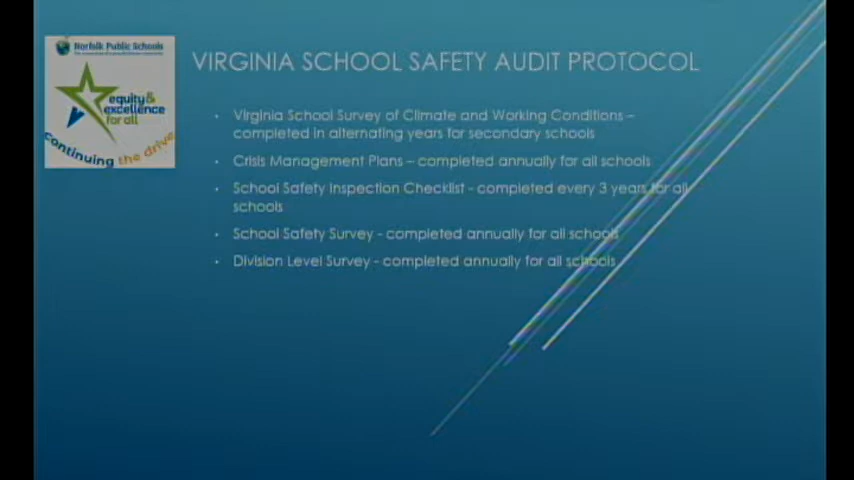 Norfolk Public Schools
equity &
excellence
for all
continuing the drive
VIRGINIA SCHOOL SAFETY AUDIT PROTOCOL
• Virginia School Survey of Climate and Working Conditions –
completed in alternating years for secondary schools
• Crisis Management Plans – completed annually for all schools
• School Safety Inspection Checklist - completed every 3 years for all
schools
• School Safety Survey - completed annually for all schools
• Division Level Survey - completed annually for all schools